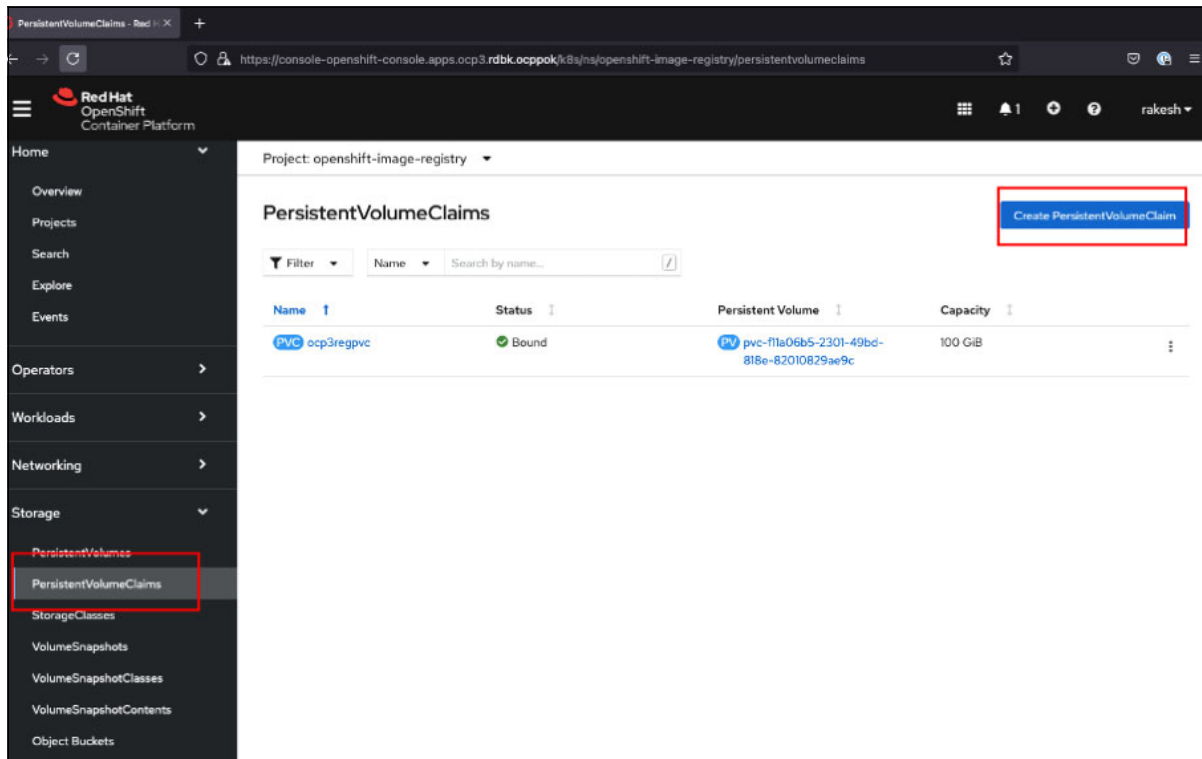 PersistentVolumeClaims - Red H
https://console-openshift-console.apps.ocp3.rdbk.ocppok/k8s/ns/openshift-image-registry/persistentvolumeclaims
Red Hat
OpenShift
Container Platform
1
rakesh
Home
Overview
Projects
Search
Explore
Events
Operators
Workloads
Networking
Storage
PersistentVolumes
PersistentVolumeClaims
StorageClasses
VolumeSnapshots
VolumeSnapshotClasses
VolumeSnapshotContents
Object Buckets
Project: openshift-image-registry
PersistentVolumeClaims
Create PersistentVolumeClaim
Filter Name Search by name... /
Name Status Persistent Volume Capacity
PVC ocp3regpvc Bound PV pvc-f11a06b5-2301-49bd- 100 GiB
818e-82010829ae9c